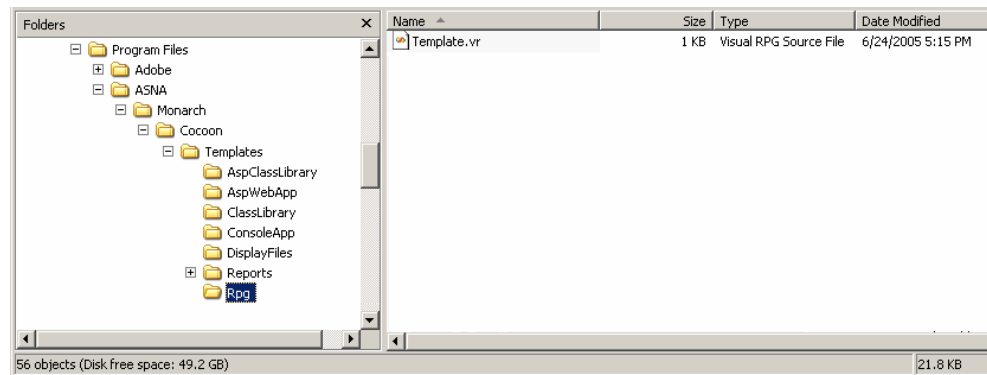 Folders ×
Program Files
Adobe
ASNA
Monarch
Cocoon
Templates
AspClassLibrary
AspWebApp
ClassLibrary
ConsoleApp
DisplayFiles
Reports
Rpg
Name Size Type Date Modified
Template.vr 1 KB Visual RPG Source File 6/24/2005 5:15 PM
56 objects (Disk free space: 49.2 GB) 21.8 KB